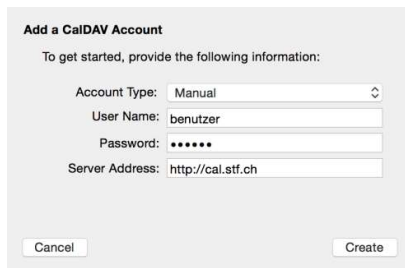 Add a CalDAV Account
To get started, provide the following information:
Account Type: Manual
User Name: benutzer
Password: ••••••
Server Address: http://cal.stf.ch
Cancel Create